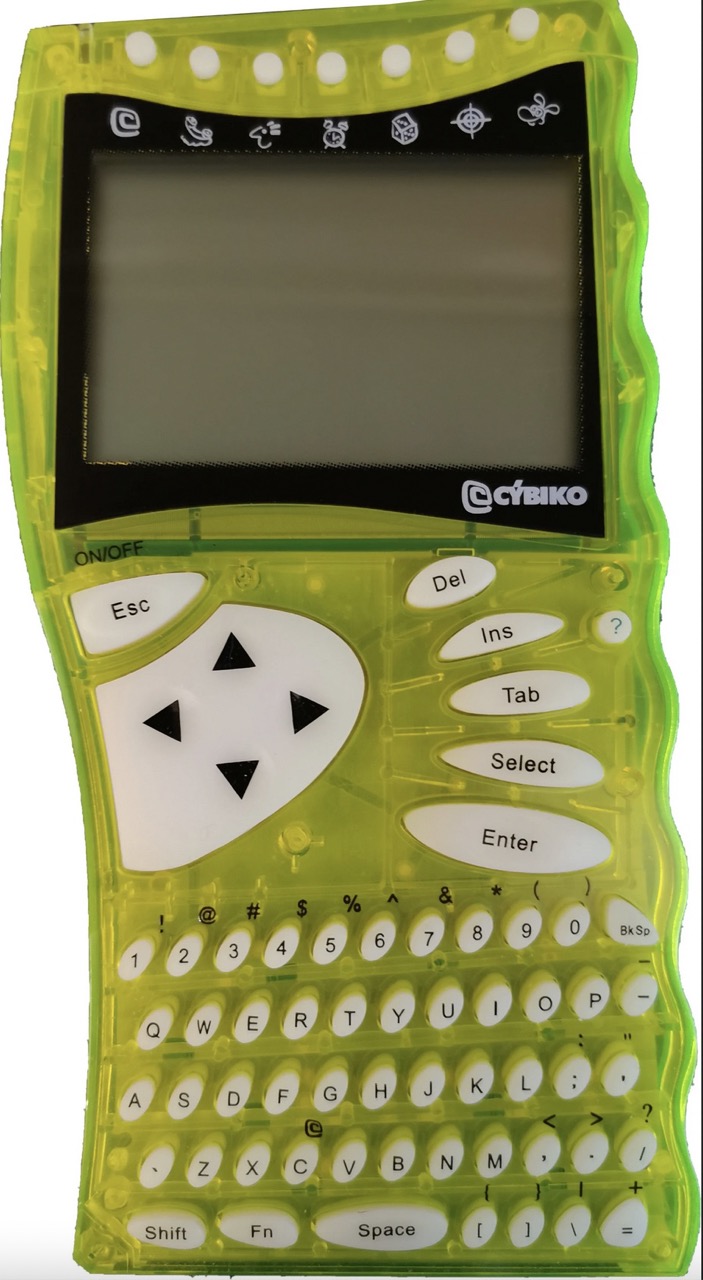 CÝBIKO
ON/OFF
Esc
Del
Ins
?
Tab
Select
Enter
! @ # $ % ^ & * ( )
1 2 3 4 5 6 7 8 9 0 BkSp
_
Q W E R T Y U I O P -
: "
A S D F G H J K L ; '
< > ?
` Z X C V B N M , . /
{ } | +
Shift Fn Space [ ] \ =